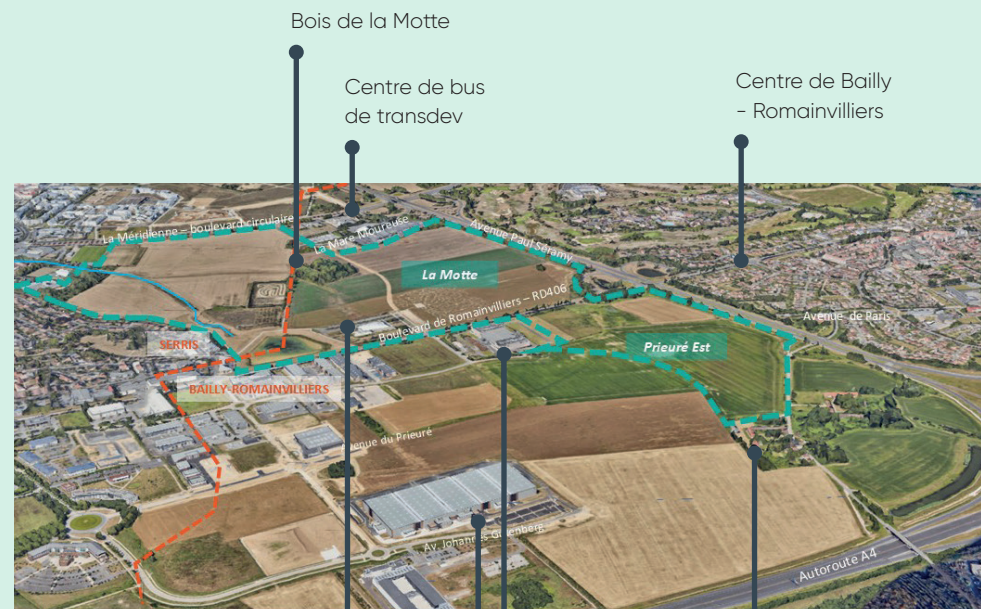 Bois de la Motte
Centre de bus
de transdev
Centre de Bailly
- Romainvilliers
La Méridienne – boulevard circulaire
La Mare Moureuse
Avenue Paul Séramy
La Motte
Boulevard de Romainvilliers – RD406
Avenue de Paris
SERRIS
Prieuré Est
BAILLY-ROMAINVILLIERS
Avenue du Prieuré
Av. Johannes Gutenberg
Autoroute A4